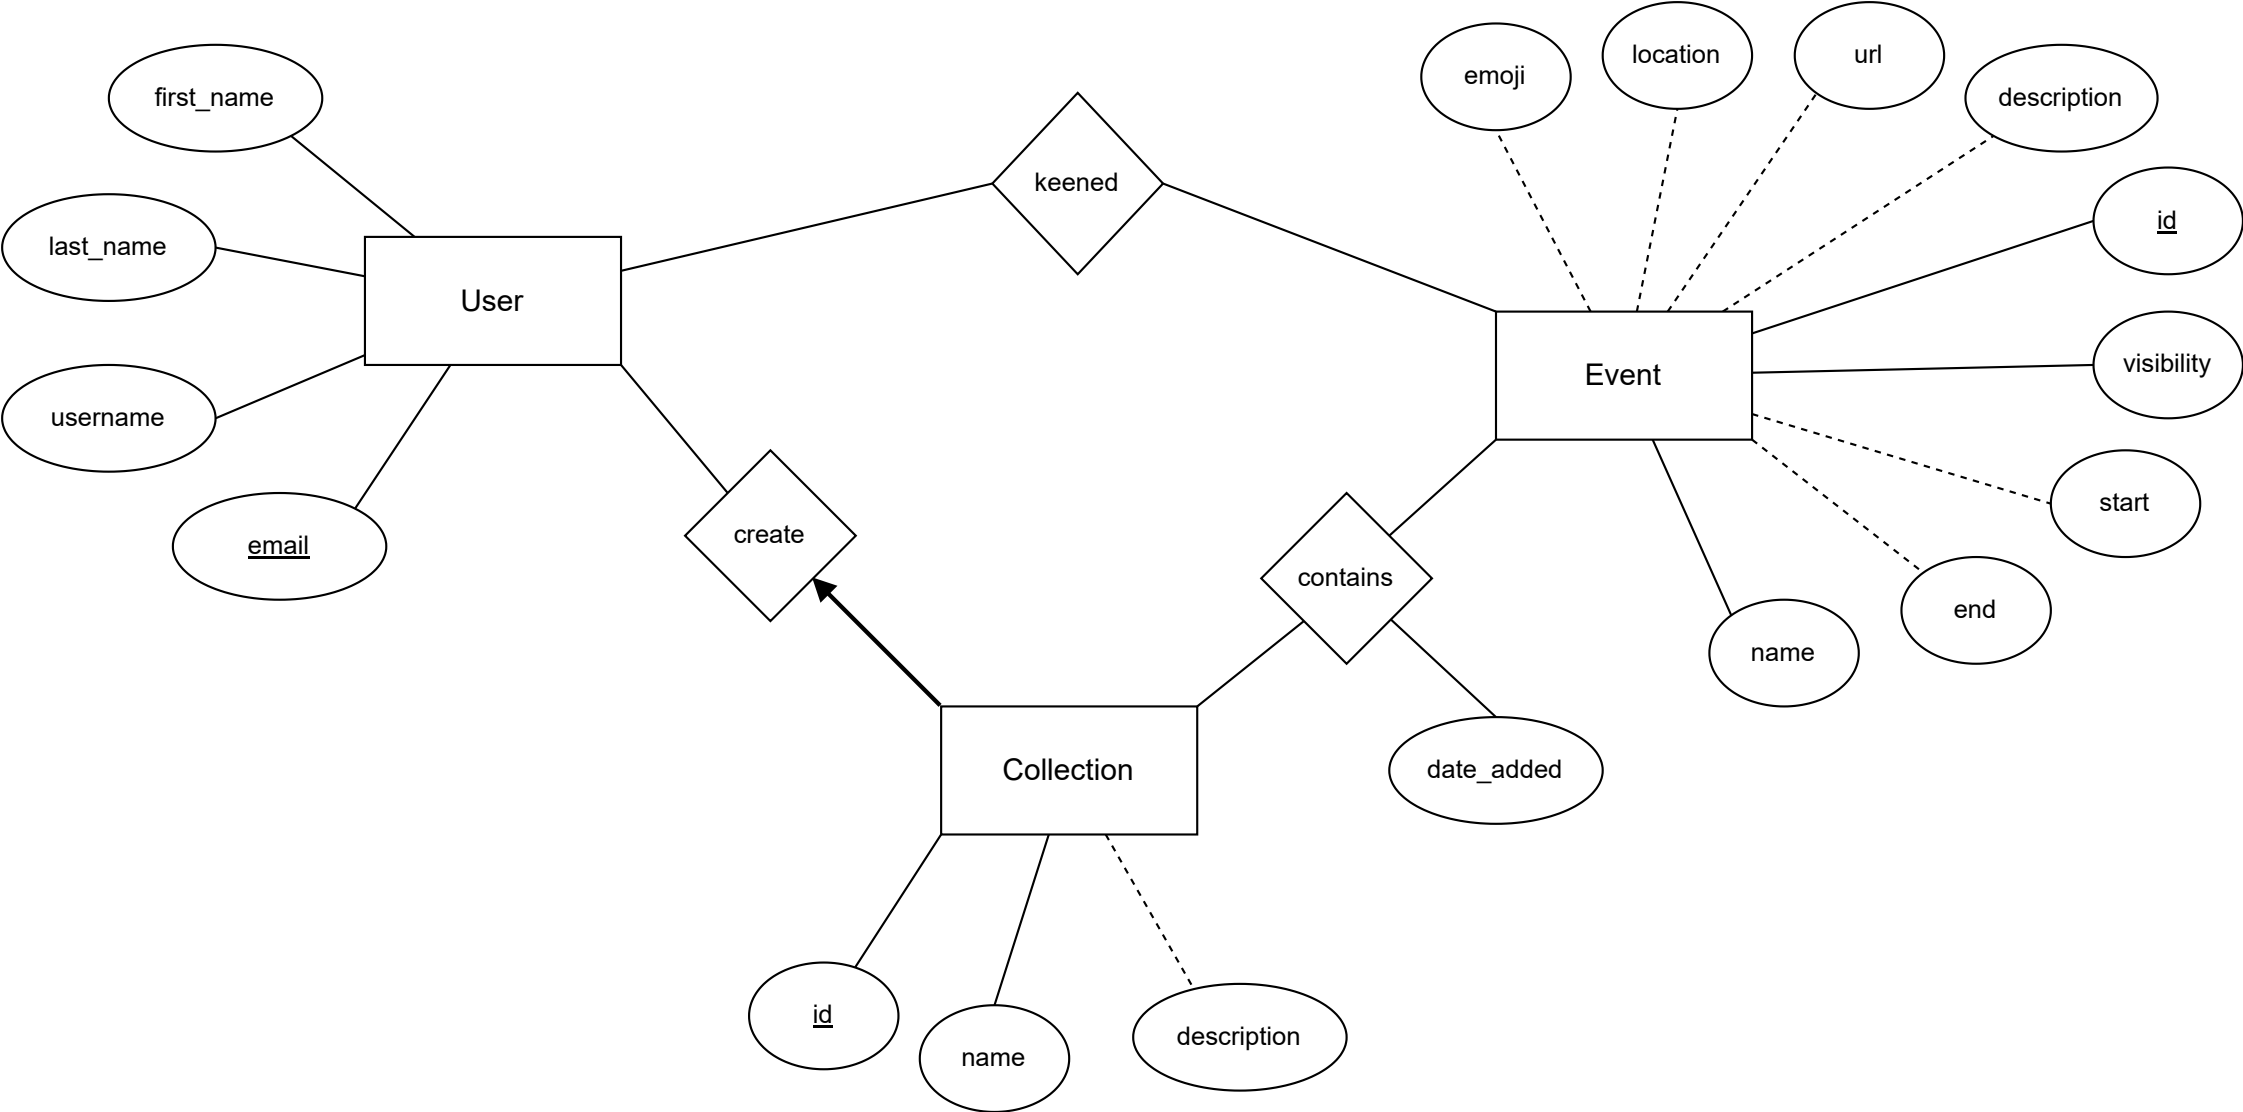 first_name
last_name
username
email
User
keened
create
Collection
id
name
description
contains
date_added
Event
emoji
location
url
description
id
visibility
start
end
name